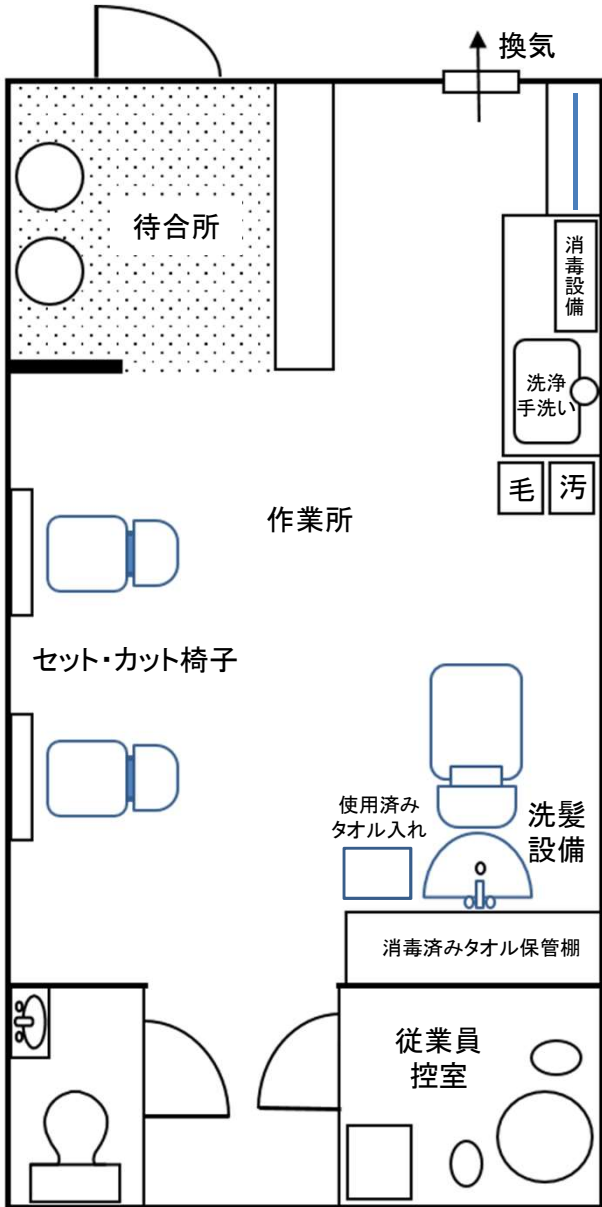 換気
待合所
消毒設備
洗浄
手洗い
毛
汚
作業所
セット・カット椅子
使用済み
タオル入れ
洗髪
設備
消毒済みタオル保管棚
従業員
控室